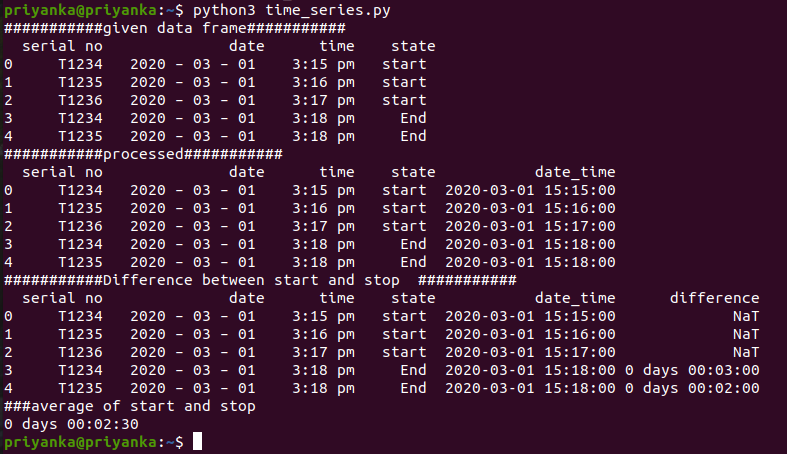 priyanka@priyanka:~$ python3 time_series.py
###########given data frame###########
  serial no              date      time    state
0     T1234   2020 – 03 – 01    3:15 pm   start
1     T1235   2020 – 03 – 01    3:16 pm   start
2     T1236   2020 – 03 – 01    3:17 pm   start
3     T1234   2020 – 03 – 01    3:18 pm     End
4     T1235   2020 – 03 – 01    3:18 pm     End
###########processed###########
  serial no              date      time    state           date_time
0     T1234   2020 – 03 – 01    3:15 pm   start  2020-03-01 15:15:00
1     T1235   2020 – 03 – 01    3:16 pm   start  2020-03-01 15:16:00
2     T1236   2020 – 03 – 01    3:17 pm   start  2020-03-01 15:17:00
3     T1234   2020 – 03 – 01    3:18 pm     End  2020-03-01 15:18:00
4     T1235   2020 – 03 – 01    3:18 pm     End  2020-03-01 15:18:00
###########Difference between start and stop  ###########
  serial no              date      time    state           date_time      difference
0     T1234   2020 – 03 – 01    3:15 pm   start  2020-03-01 15:15:00             NaT
1     T1235   2020 – 03 – 01    3:16 pm   start  2020-03-01 15:16:00             NaT
2     T1236   2020 – 03 – 01    3:17 pm   start  2020-03-01 15:17:00             NaT
3     T1234   2020 – 03 – 01    3:18 pm     End  2020-03-01 15:18:00 0 days 00:03:00
4     T1235   2020 – 03 – 01    3:18 pm     End  2020-03-01 15:18:00 0 days 00:02:00
###average of start and stop
0 days 00:02:30
priyanka@priyanka:~$